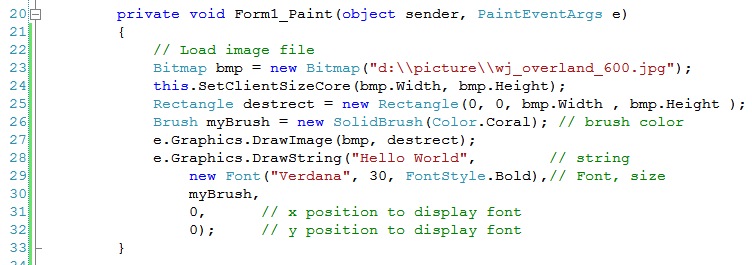 20 private void Form1_Paint(object sender, PaintEventArgs e)
21 {
22 // Load image file
23 Bitmap bmp = new Bitmap("d:\\picture\\wj_overland_600.jpg");
24 this.SetClientSizeCore(bmp.Width, bmp.Height);
25 Rectangle destrect = new Rectangle(0, 0, bmp.Width , bmp.Height );
26 Brush myBrush = new SolidBrush(Color.Coral); // brush color
27 e.Graphics.DrawImage(bmp, destrect);
28 e.Graphics.DrawString("Hello World", // string
29 new Font("Verdana", 30, FontStyle.Bold),// Font, size
30 myBrush,
31 0, // x position to display font
32 0); // y position to display font
33 }
34